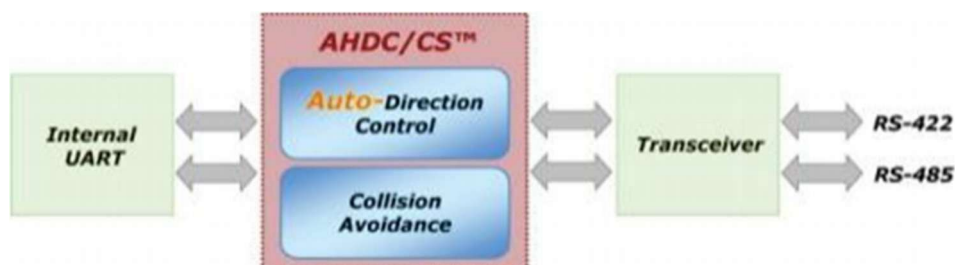 AHDC/CS™
Auto-Direction
Control
Internal
UART
Transceiver
RS-422
RS-485
Collision
Avoidance